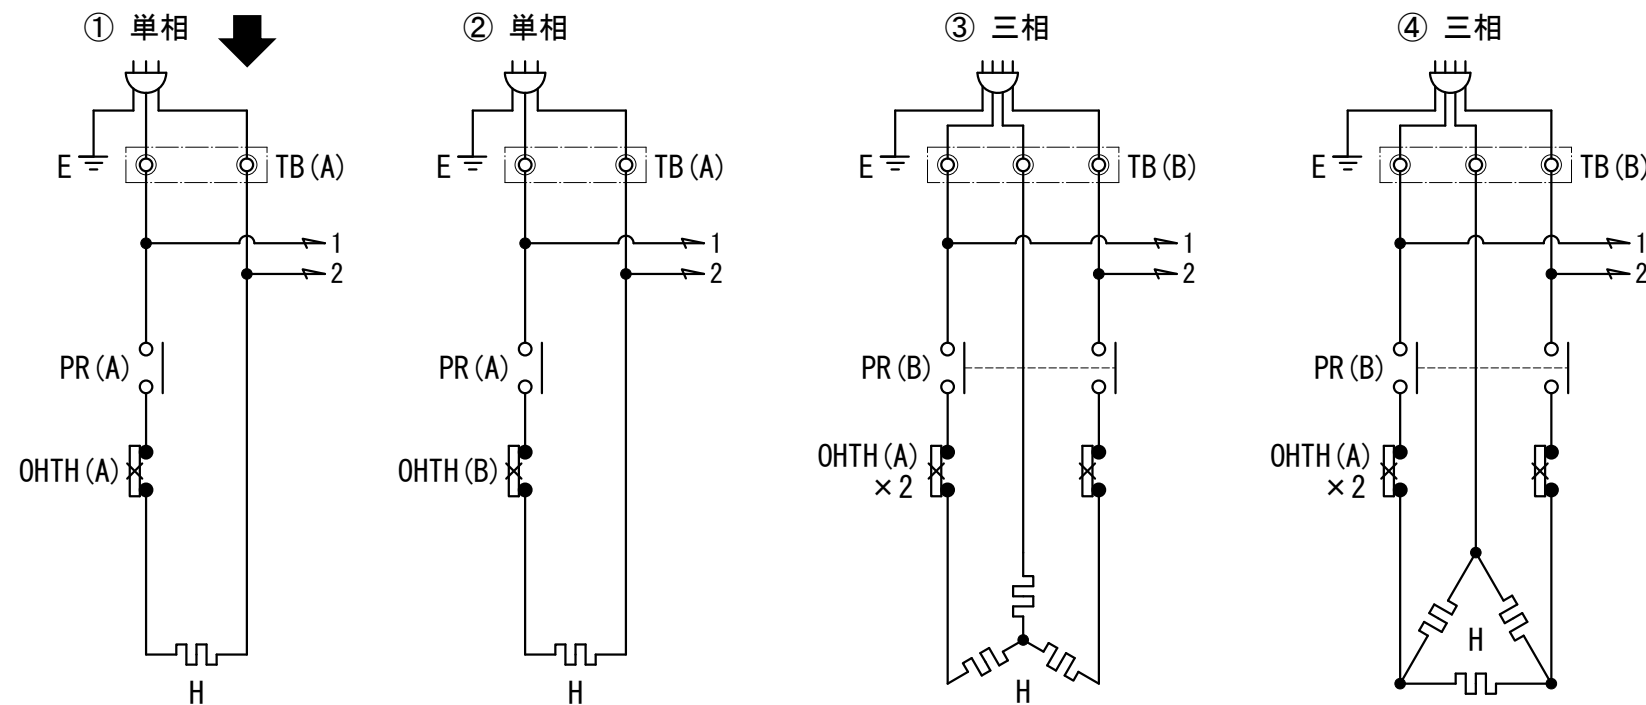 ① 単相
② 単相
③ 三相
④ 三相
E
TB(A)
E
TB(A)
E
TB(B)
E
TB(B)
1
1
1
1
2
2
2
2
PR(A)
PR(A)
PR(B)
PR(B)
OHTH(A)
OHTH(B)
OHTH(A)
×2
OHTH(A)
×2
H
H
H
H